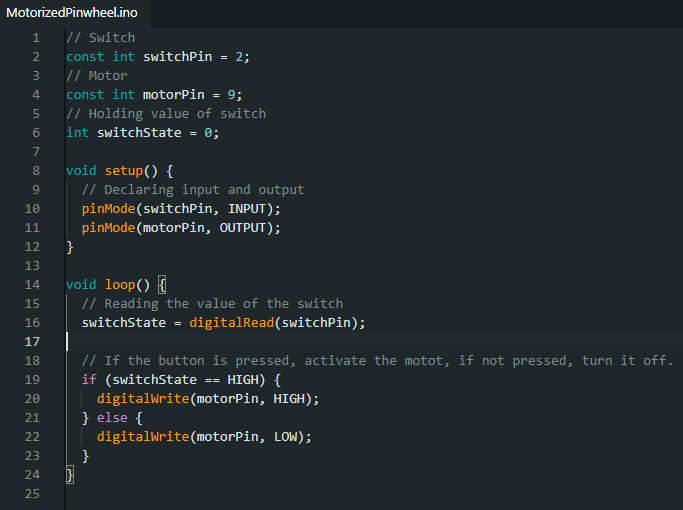 MotorizedPinwheel.ino
1 // Switch
2 const int switchPin = 2;
3 // Motor
4 const int motorPin = 9;
5 // Holding value of switch
6 int switchState = 0;
7
8 void setup() {
9   // Declaring input and output
10   pinMode(switchPin, INPUT);
11   pinMode(motorPin, OUTPUT);
12 }
13
14 void loop() {
15   // Reading the value of the switch
16   switchState = digitalRead(switchPin);
17
18   // If the button is pressed, activate the motot, if not pressed, turn it off.
19   if (switchState == HIGH) {
20     digitalWrite(motorPin, HIGH);
21   } else {
22     digitalWrite(motorPin, LOW);
23   }
24 }
25